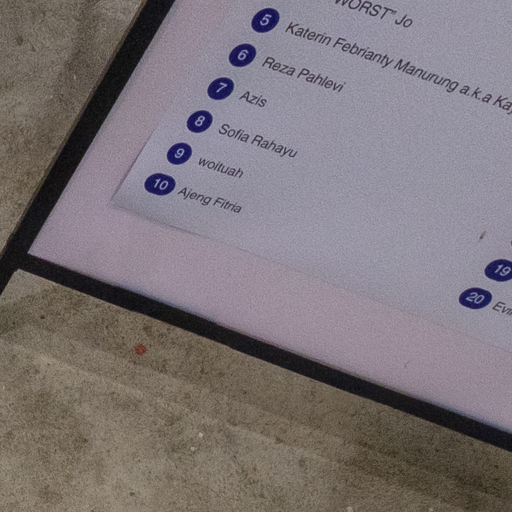 WORST" Jo
5 Katerin Febrianty Manurung a.k.a
6 Reza Pahlevi
7 Azis
8 Sofia Rahayu
9 woituah
10 Ajeng Fitria
19
20